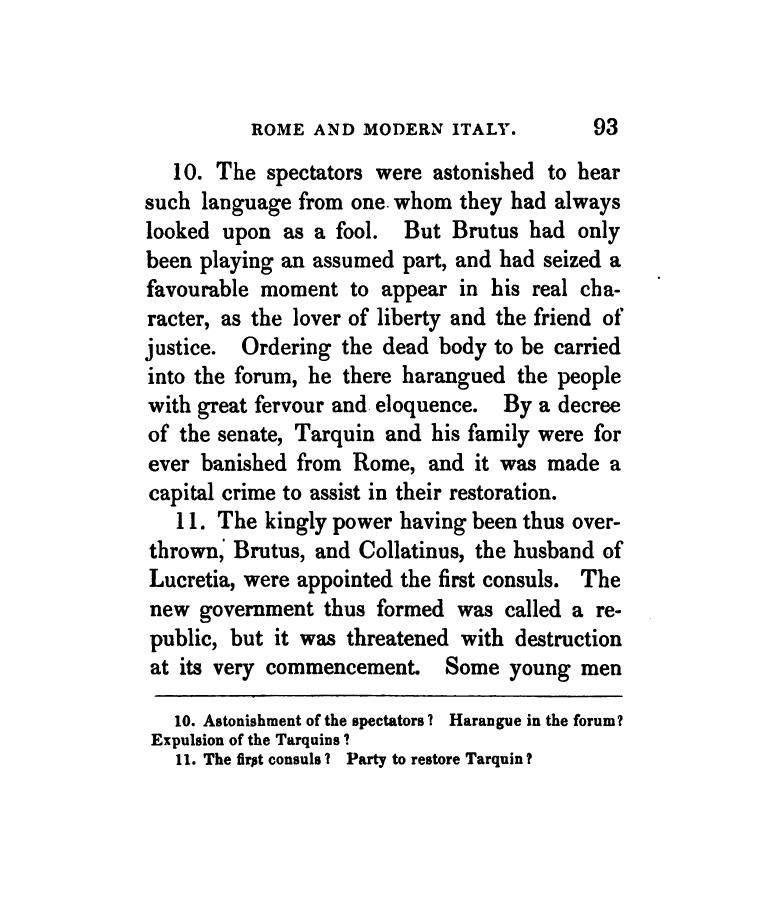 ROME AND MODERN ITALY. 93
10. The spectators were astonished to hear
such language from one whom they had always
looked upon as a fool. But Brutus had only
been playing an assumed part, and had seized a
favourable moment to appear in his real cha-
racter, as the lover of liberty and the friend of
justice. Ordering the dead body to be carried
into the forum, he there harangued the people
with great fervour and eloquence. By a decree
of the senate, Tarquin and his family were for
ever banished from Rome, and it was made a
capital crime to assist in their restoration.
11. The kingly power having been thus over-
thrown, Brutus, and Collatinus, the husband of
Lucretia, were appointed the first consuls. The
new government thus formed was called a re-
public, but it was threatened with destruction
at its very commencement. Some young men
10. Astonishment of the spectators? Harangue in the forum?
Expulsion of the Tarquins?
11. The first consuls? Party to restore Tarquin?